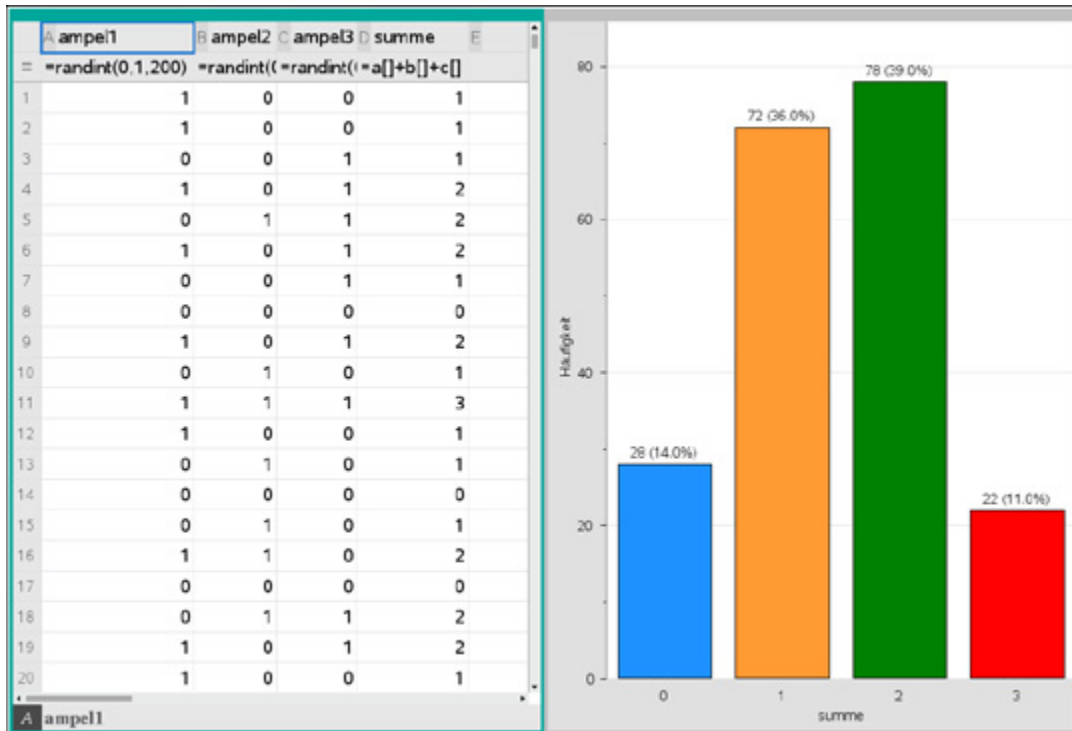 A ampel1 B ampel2 C ampel3 D summe E
= =randint(0,1,200) =randint(( =randint(( =a[]+b[]+c[]
1 1 0 0 1
2 1 0 0 1
3 0 0 1 1
4 1 0 1 2
5 0 1 1 2
6 1 0 1 2
7 0 0 1 1
8 0 0 0 0
9 1 0 1 2
10 0 1 0 1
11 1 1 1 3
12 1 0 0 1
13 0 1 0 1
14 0 0 0 0
15 0 1 0 1
16 1 1 0 2
17 0 0 0 0
18 0 1 1 2
19 1 0 1 2
20 1 0 0 1
A ampel1
Häufigkeit
80
60
40
20
0
28 (14.0%)
72 (36.0%)
78 (39.0%)
22 (11.0%)
0 1 2 3
summe